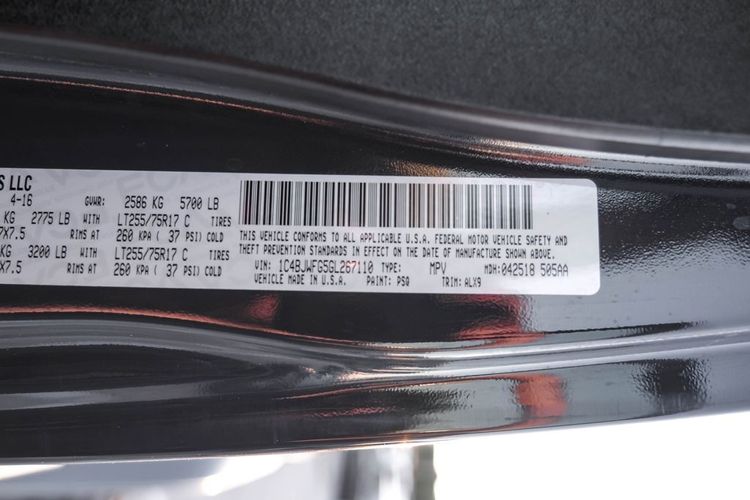 S LLC
4-16 GVWR: 2586 KG 5700 LB
KG 2775 LB WITH LT255/75R17 C TIRES
7X7.5 RIMS AT 260 KPA ( 37 PSI) COLD
KG 3200 LB WITH LT255/75R17 C TIRES
7X7.5 RIMS AT 260 KPA ( 37 PSI) COLD
THIS VEHICLE CONFORMS TO ALL APPLICABLE U.S.A. FEDERAL MOTOR VEHICLE SAFETY AND
THEFT PREVENTION STANDARDS IN EFFECT ON THE DATE OF MANUFACTURE SHOWN ABOVE.
VIN: 1C4BJWFG5GL267110 TYPE: MPV MDH: 042518 505AA
VEHICLE MADE IN U.S.A. PAINT: PSQ TRIM: ALX9